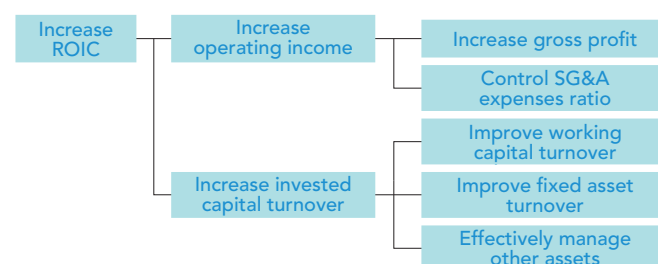 Increase
ROIC
Increase
operating income
Increase gross profit
Control SG&A
expenses ratio
Increase invested
capital turnover
Improve working
capital turnover
Improve fixed asset
turnover
Effectively manage
other assets